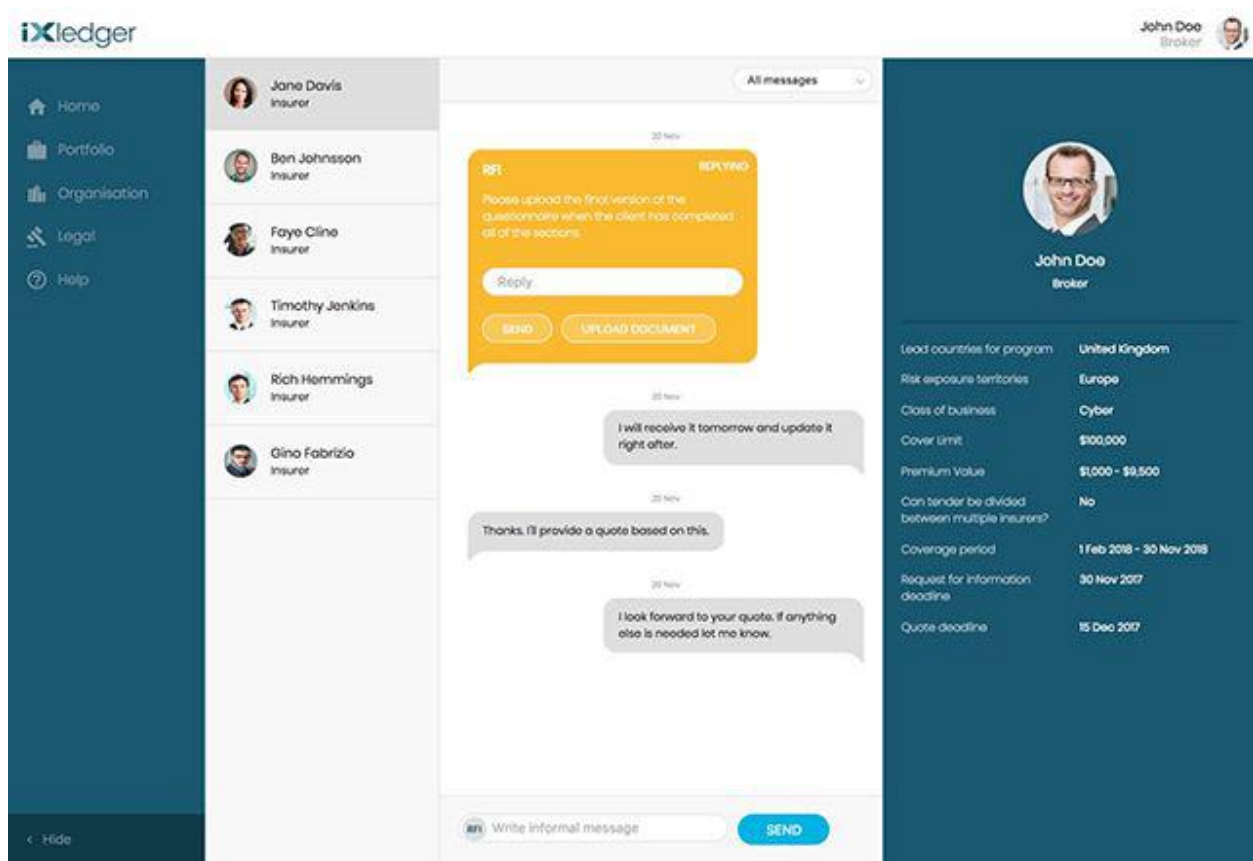 iXledger
John Doe
Broker
Home
Portfolio
Organisation
Legal
Help
< Hide
Jane Davis
Insurer
Ben Johnsson
Insurer
Faye Cline
Insurer
Timothy Jenkins
Insurer
Rich Hemmings
Insurer
Gino Fabrizio
Insurer
All messages
20 Nov
RFI
REPLYING
Please upload the final version of the
questionnaire when the client has completed
all of the sections.
Reply
SEND
UPLOAD DOCUMENT
20 Nov
I will receive it tomorrow and update it
right after.
20 Nov
Thanks. I'll provide a quote based on this.
20 Nov
I look forward to your quote. If anything
else is needed let me know.
RFI Write informal message
SEND
John Doe
Broker
Lead countries for program United Kingdom
Risk exposure territories Europe
Class of business Cyber
Cover Limit $100,000
Premium Value $1,000 - $9,500
Can tender be divided No
between multiple insurers?
Coverage period 1 Feb 2018 - 30 Nov 2018
Request for information 30 Nov 2017
deadline
Quote deadline 15 Dec 2017